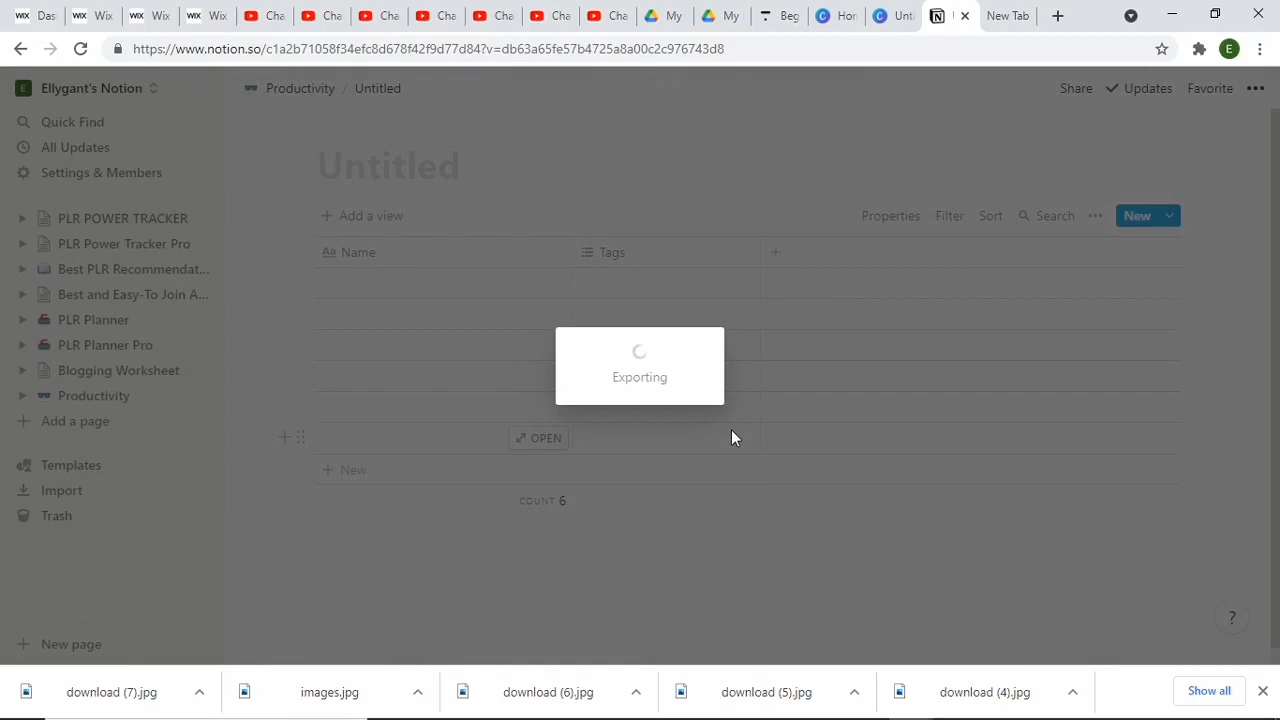 Das
Wix
Wix
Wix
Cha
Cha
Cha
Cha
Cha
Cha
Cha
My
My
Beg
Hor
Unt
New Tab
https://www.notion.so/c1a2b71058f34efc8d678f42f9d77d84?v=db63a65fe57b4725a8a00c2c976743d8
E
E Ellygant's Notion
Productivity / Untitled
Share Updates Favorite •••
Quick Find
All Updates
Settings & Members
PLR POWER TRACKER
PLR Power Tracker Pro
Best PLR Recommendat...
Best and Easy-To Join A...
PLR Planner
PLR Planner Pro
Blogging Worksheet
Productivity
Add a page
Templates
Import
Trash
New page
Untitled
Add a view
Properties Filter Sort Search ••• New
Aa Name Tags
OPEN
New
COUNT 6
Exporting
?
download (7).jpg
images.jpg
download (6).jpg
download (5).jpg
download (4).jpg
Show all